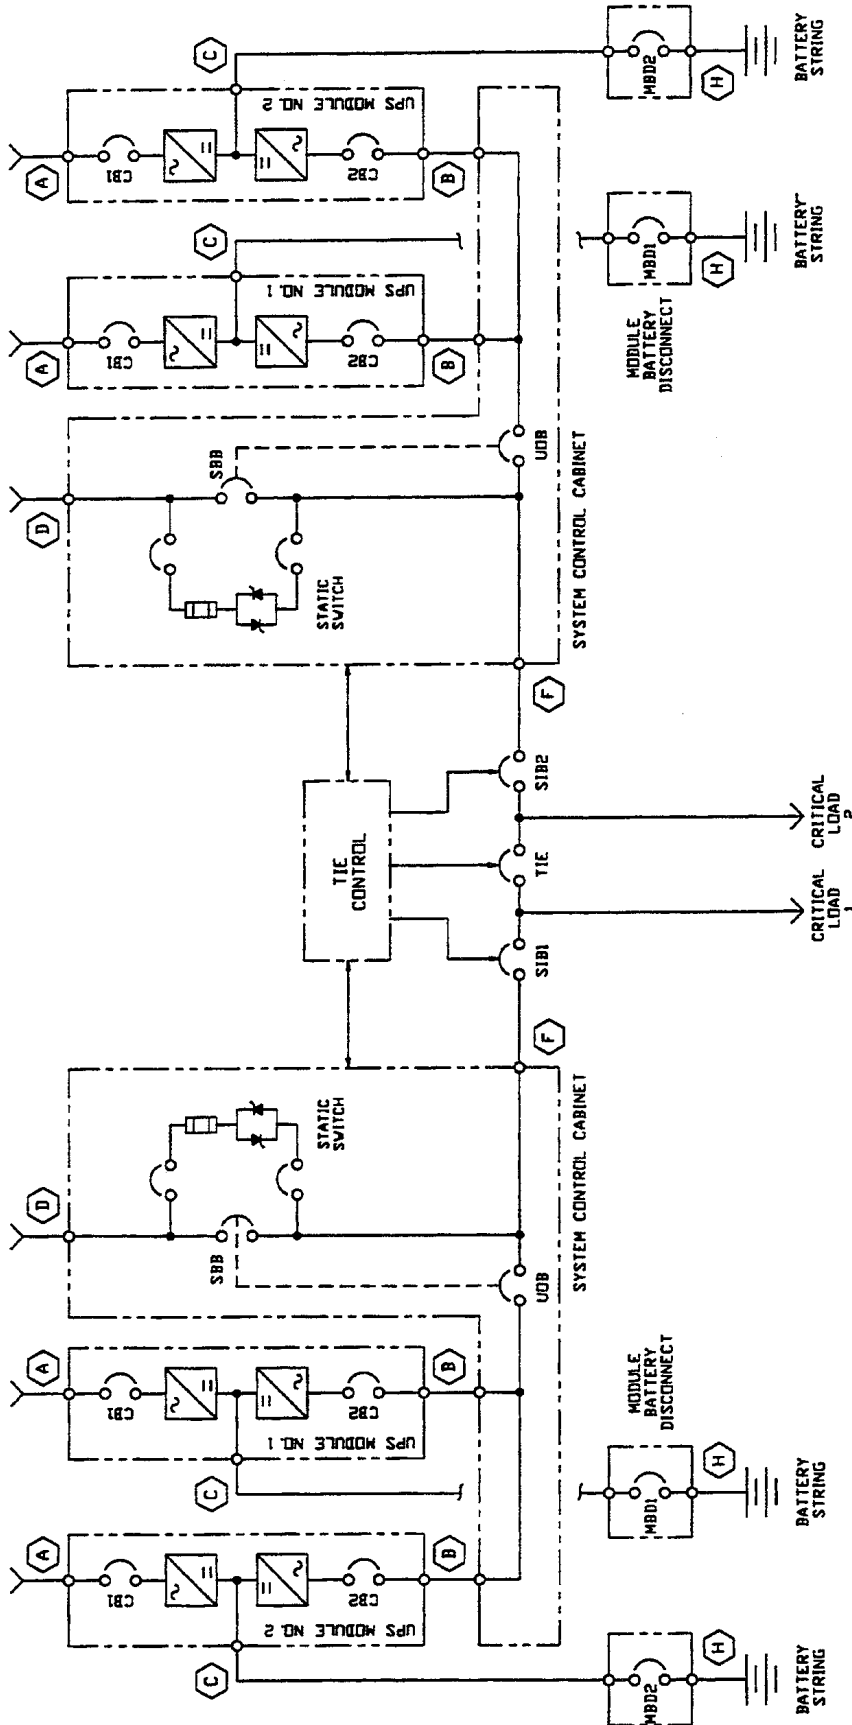 C
UPS MODULE NO. 2
A
CB1
CB2
B
MBD2
H
BATTERY
STRING
C
UPS MODULE NO. 1
A
CB1
CB2
B
MBD1
H
BATTERY
STRING
MODULE
BATTERY
DISCONNECT
D
SBB
UOB
STATIC
SWITCH
SYSTEM CONTROL CABINET
F
TIE
CONTROL
SIB2
TIE
SIB1
CRITICAL
LOAD
2
CRITICAL
LOAD
1
F
STATIC
SWITCH
SYSTEM CONTROL CABINET
D
SBB
UOB
A
CB1
CB2
B
UPS MODULE NO. 1
C
MODULE
BATTERY
DISCONNECT
MBD1
H
BATTERY
STRING
A
CB1
CB2
B
UPS MODULE NO. 2
C
MBD2
H
BATTERY
STRING